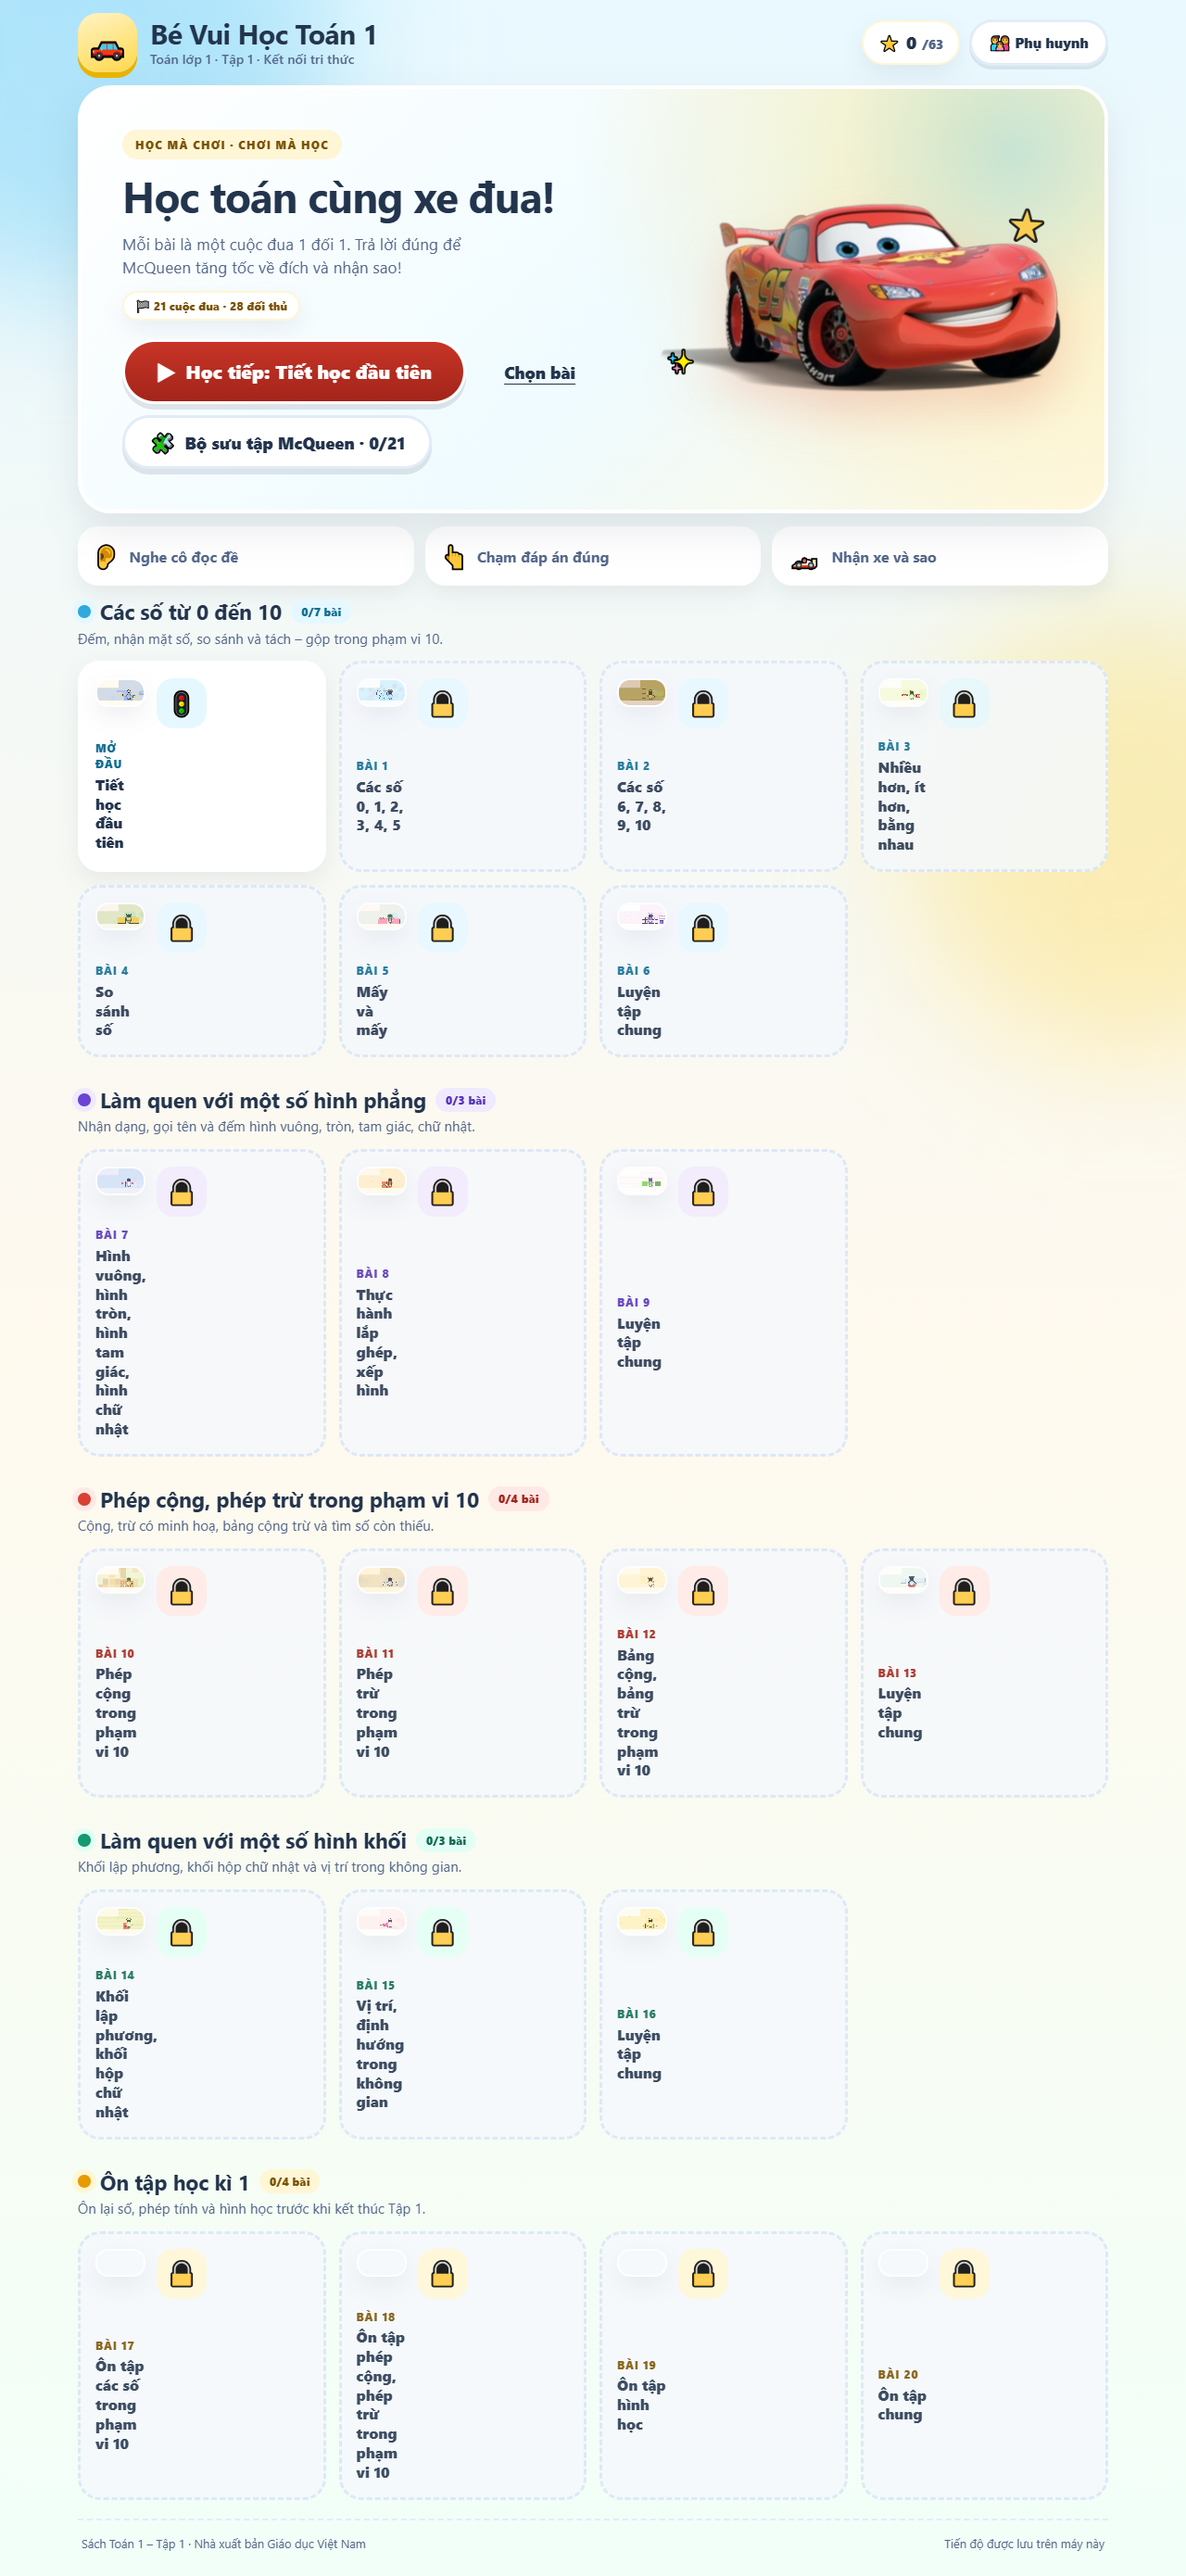 Bé Vui Học Toán 1
Toán lớp 1 · Tập 1 · Kết nối tri thức
0 /63
Phụ huynh
HỌC MÀ CHƠI · CHƠI MÀ HỌC
Học toán cùng xe đua!
Mỗi bài là một cuộc đua 1 đối 1. Trả lời đúng để
McQueen tăng tốc về đích và nhận sao!
21 cuộc đua · 28 đối thủ
Học tiếp: Tiết học đầu tiên
Chọn bài
Bộ sưu tập McQueen · 0/21
95
LIGHTYEAR
Nghe cô đọc đề
Chạm đáp án đúng
Nhận xe và sao
Các số từ 0 đến 10
0/7 bài
Đếm, nhận mặt số, so sánh và tách – gộp trong phạm vi 10.
MỞ
ĐẦU
Tiết
học
đầu
tiên
BÀI 1
Các số
0, 1, 2,
3, 4, 5
BÀI 2
Các số
6, 7, 8,
9, 10
BÀI 3
Nhiều
hơn, ít
hơn,
bằng
nhau
BÀI 4
So
sánh
số
BÀI 5
Mấy
và
mấy
BÀI 6
Luyện
tập
chung
Làm quen với một số hình phẳng
0/3 bài
Nhận dạng, gọi tên và đếm hình vuông, tròn, tam giác, chữ nhật.
BÀI 7
Hình
vuông,
hình
tròn,
hình
tam
giác,
hình
chữ
nhật
BÀI 8
Thực
hành
lắp
ghép,
xếp
hình
BÀI 9
Luyện
tập
chung
Phép cộng, phép trừ trong phạm vi 10
0/4 bài
Cộng, trừ có minh hoạ, bảng cộng trừ và tìm số còn thiếu.
BÀI 10
Phép
cộng
trong
phạm
vi 10
BÀI 11
Phép
trừ
trong
phạm
vi 10
BÀI 12
Bảng
cộng,
bảng
trừ
trong
phạm
vi 10
BÀI 13
Luyện
tập
chung
Làm quen với một số hình khối
0/3 bài
Khối lập phương, khối hộp chữ nhật và vị trí trong không gian.
BÀI 14
Khối
lập
phương,
khối
hộp
chữ
nhật
BÀI 15
Vị trí,
định
hướng
trong
không
gian
BÀI 16
Luyện
tập
chung
Ôn tập học kì 1
0/4 bài
Ôn lại số, phép tính và hình học trước khi kết thúc Tập 1.
BÀI 17
Ôn tập
các số
trong
phạm
vi 10
BÀI 18
Ôn tập
phép
cộng,
phép
trừ
trong
phạm
vi 10
BÀI 19
Ôn tập
hình
học
BÀI 20
Ôn tập
chung
Sách Toán 1 – Tập 1 · Nhà xuất bản Giáo dục Việt Nam
Tiến độ được lưu trên máy này